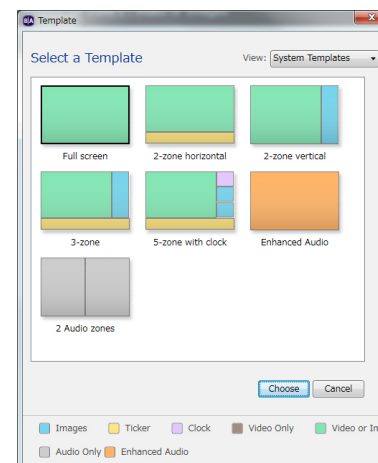 B|A Template
Select a Template
View: System Templates
Full screen
2-zone horizontal
2-zone vertical
3-zone
5-zone with clock
Enhanced Audio
2 Audio zones
Choose
Cancel
Images Ticker Clock Video Only Video or Im
Audio Only Enhanced Audio